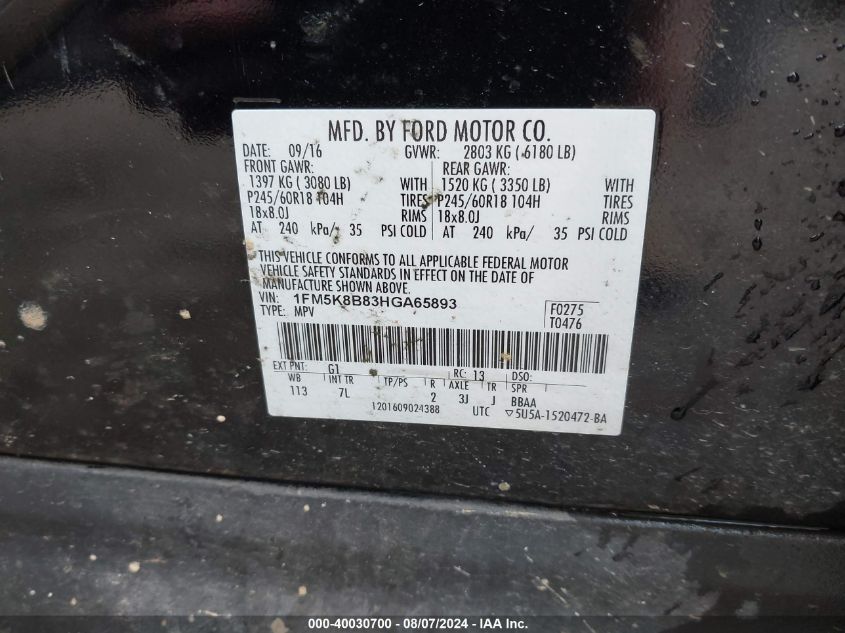 MFD. BY FORD MOTOR CO.
DATE: 09/16 GVWR: 2803 KG ( 6180 LB)
FRONT GAWR: REAR GAWR:
1397 KG ( 3080 LB) WITH 1520 KG ( 3350 LB) WITH
P245/60R18 104H TIRES P245/60R18 104H TIRES
18x8.0J RIMS 18x8.0J RIMS
AT 240 kPa/ 35 PSI COLD AT 240 kPa/ 35 PSI COLD
THIS VEHICLE CONFORMS TO ALL APPLICABLE FEDERAL MOTOR
VEHICLE SAFETY STANDARDS IN EFFECT ON THE DATE OF
MANUFACTURE SHOWN ABOVE.
VIN: 1FM5K8B83HGA65893 F0275
TYPE: MPV T0476
EXT PNT: G1 RC: 13 DSO:
WB INT TR TP/PS R AXLE TR SPR
113 7L 2 3J J BBAA
1201609024388 UTC ▽5U5A-1520472-BA
000-40030700 - 08/07/2024 - IAA Inc.